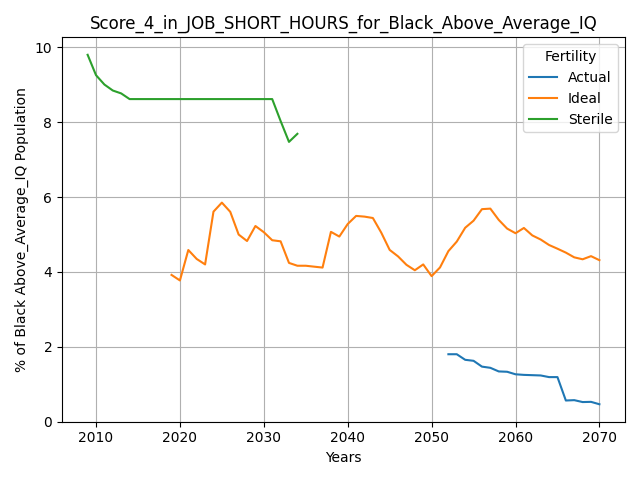 Score_4_in_JOB_SHORT_HOURS_for_Black_Above_Average_IQ
% of Black Above_Average_IQ Population
10
8
6
4
2
0
Fertility
Actual
Ideal
Sterile
2010
2020
2030
2040
2050
2060
2070
Years